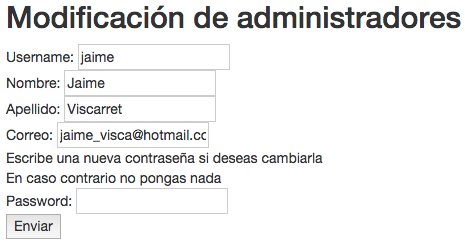 Modificación de administradores
Username: jaime
Nombre: Jaime
Apellido: Viscarret
Correo: jaime_visca@hotmail.cc
Escribe una nueva contraseña si deseas cambiarla
En caso contrario no pongas nada
Password:
Enviar